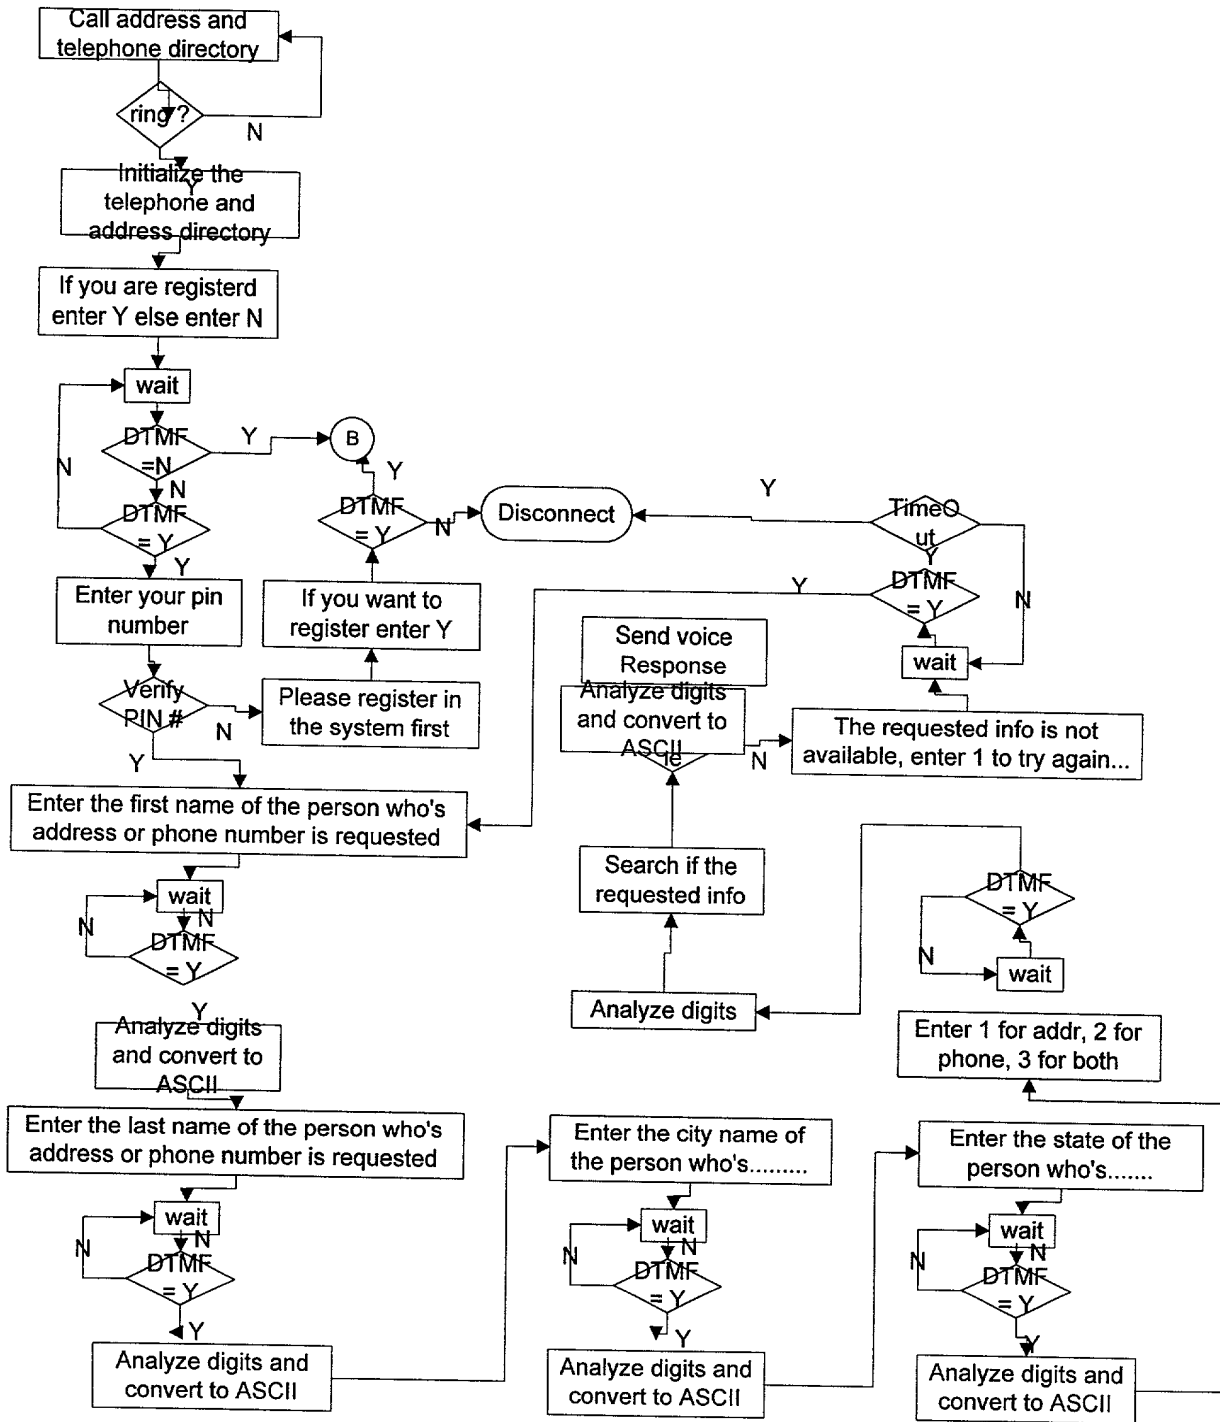 Call address and
telephone directory
ring ?
N
Initialize the
Y
telephone and
address directory
If you are registerd
enter Y else enter N
wait
DTMF
=N
Y
B
N
N
DTMF
= Y
Y
Y
DTMF
= Y
N
Disconnect
Y
TimeO
ut
Y
DTMF
= Y
Y
N
wait
Enter your pin
number
If you want to
register enter Y
Send voice
Response
Verify
PIN #
N
Y
Please register in
the system first
Analyze digits
and convert to
ASCII
le
N
The requested info is not
available, enter 1 to try again...
Enter the first name of the person who's
address or phone number is requested
wait
N
N
DTMF
= Y
Y
Search if the
requested info
DTMF
= Y
N
wait
Analyze digits
Enter 1 for addr, 2 for
phone, 3 for both
Analyze digits
and convert to
ASCII
Enter the last name of the person who's
address or phone number is requested
wait
N
N
DTMF
= Y
Y
Analyze digits and
convert to ASCII
Enter the city name of
the person who's.........
wait
N
N
DTMF
= Y
Y
Analyze digits and
convert to ASCII
Enter the state of the
person who's.......
wait
N
N
DTMF
= Y
Y
Analyze digits and
convert to ASCII